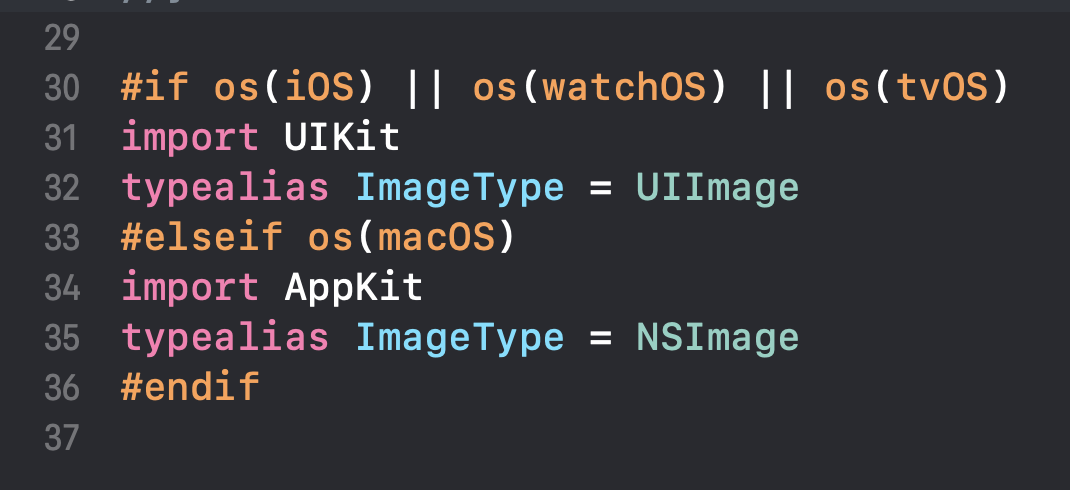 29
30 #if os(iOS) || os(watchOS) || os(tvOS)
31 import UIKit
32 typealias ImageType = UIImage
33 #elseif os(macOS)
34 import AppKit
35 typealias ImageType = NSImage
36 #endif
37